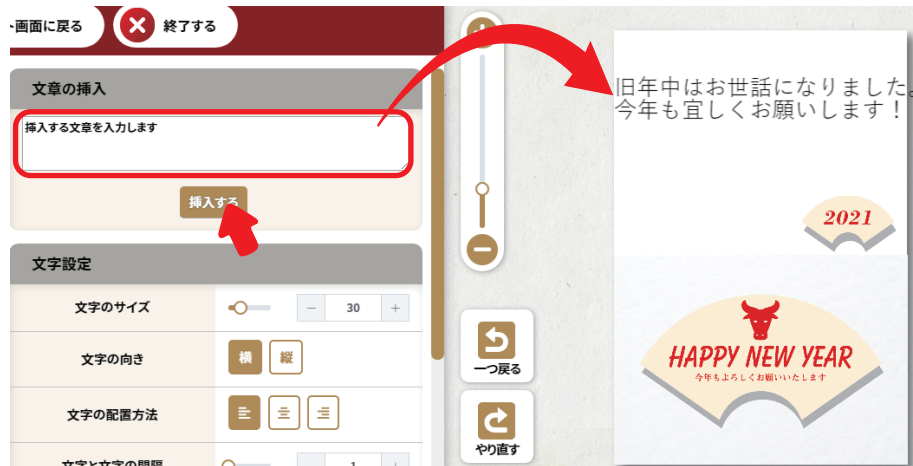 ト画面に戻る
終了する
文章の挿入
挿入する文章を入力します
挿入する
文字設定
文字のサイズ
− 30 +
文字の向き
横 縦
文字の配置方法
文字と文字の間隔
− 1 +
一つ戻る
やり直す
旧年中はお世話になりました。
今年も宜しくお願いします！
2021
HAPPY NEW YEAR
今年もよろしくお願いいたします